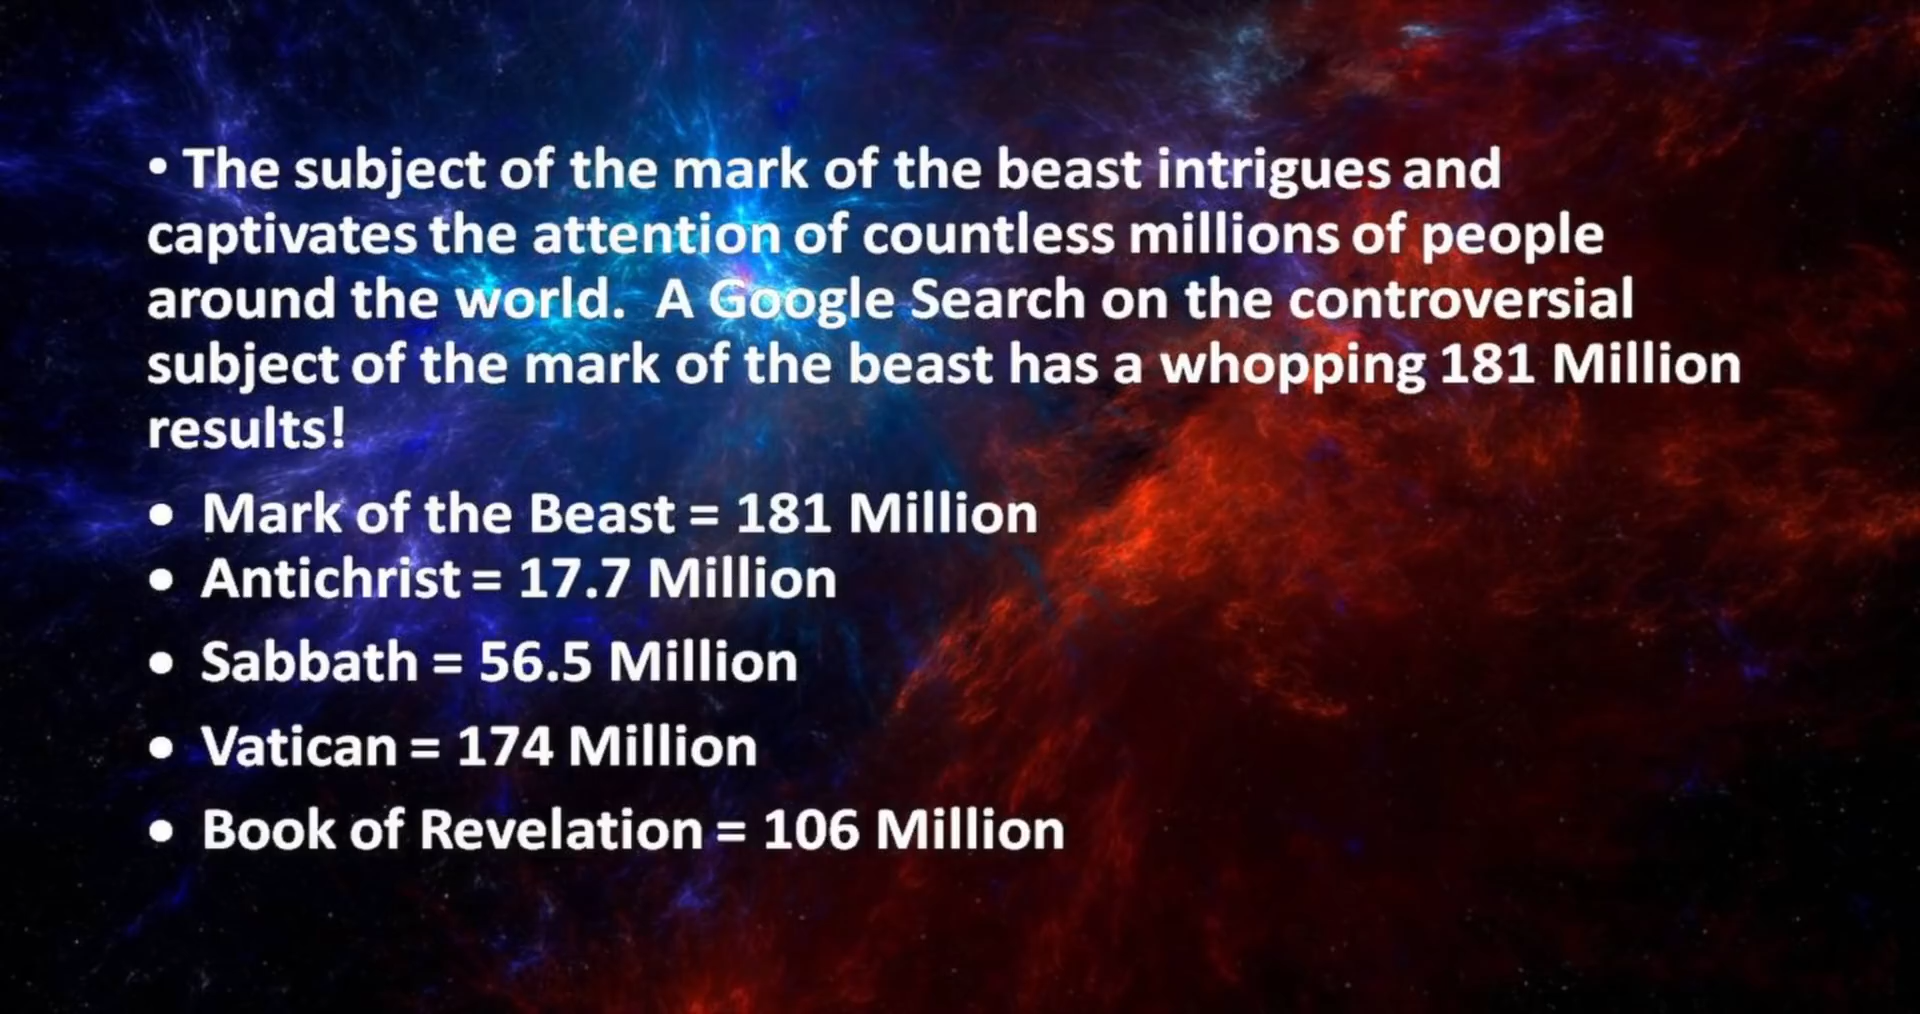 • The subject of the mark of the beast intrigues and
captivates the attention of countless millions of people
around the world.  A Google Search on the controversial
subject of the mark of the beast has a whopping 181 Million
results!
• Mark of the Beast = 181 Million
• Antichrist = 17.7 Million
• Sabbath = 56.5 Million
• Vatican = 174 Million
• Book of Revelation = 106 Million